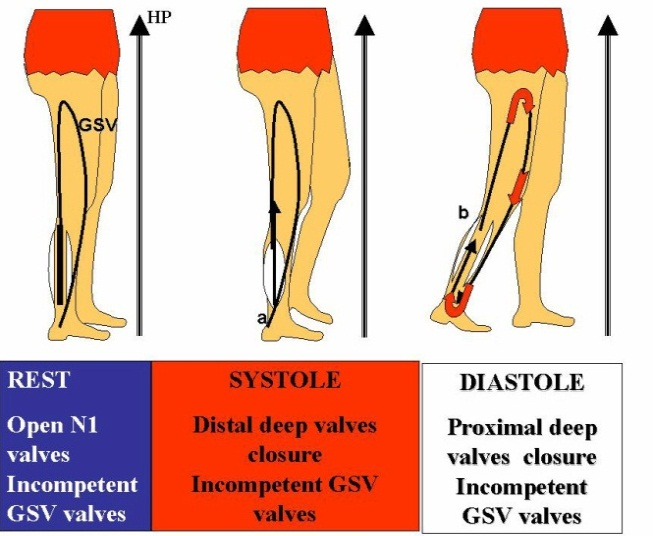 HP
GSV
a
b
REST
Open N1
valves
Incompetent
GSV valves
SYSTOLE
Distal deep valves
closure
Incompetent GSV
valves
DIASTOLE
Proximal deep
valves closure
Incompetent
GSV valves